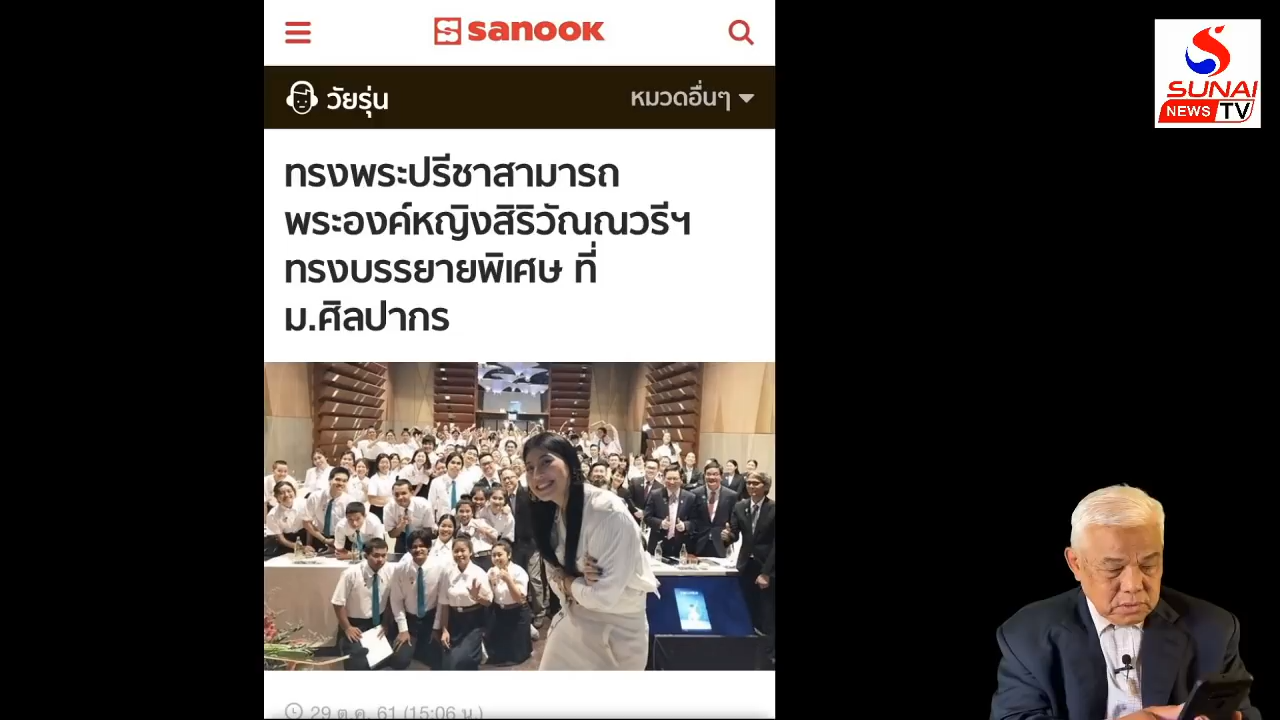 sanook
วัยรุ่น
หมวดอื่นๆ
ทรงพระปรีชาสามารถ
พระองค์หญิงสิริวัณณวรีฯ
ทรงบรรยายพิเศษ ที่
ม.ศิลปากร
29 ต.ค. 61 (15:06 น.)
SUNAI
NEWS TV